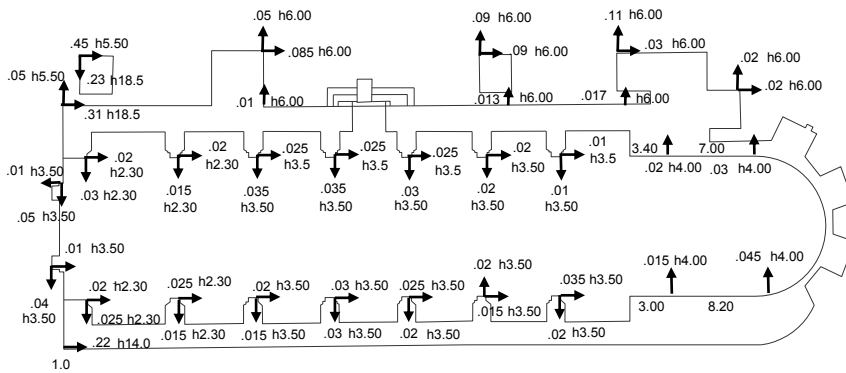 .05 h6.00
.09 h6.00
.11 h6.00
.45 h5.50
.085 h6.00
.09 h6.00
.03 h6.00
.02 h6.00
.23 h18.5
.05 h5.50
.02 h6.00
.01 h6.00
.013 h6.00
.017 h6.00
.31 h18.5
.02 h2.30
.02 h2.30
.025 h3.5
.025 h3.5
.025 h3.5
.02 h3.50
.01 h3.5
3.40
7.00
.02 h4.00
.03 h4.00
.01 h3.50
.03 h2.30
.015 h2.30
.035 h3.50
.035 h3.50
.03 h3.50
.02 h3.50
.01 h3.50
.05 h3.50
.01 h3.50
.015 h4.00
.045 h4.00
.02 h2.30
.025 h2.30
.02 h3.50
.03 h3.50
.025 h3.50
.02 h3.50
.035 h3.50
.04 h3.50
.025 h2.30
.015 h2.30
.015 h3.50
.03 h3.50
.02 h3.50
.015 h3.50
.02 h3.50
3.00
8.20
.22 h14.0
1.0